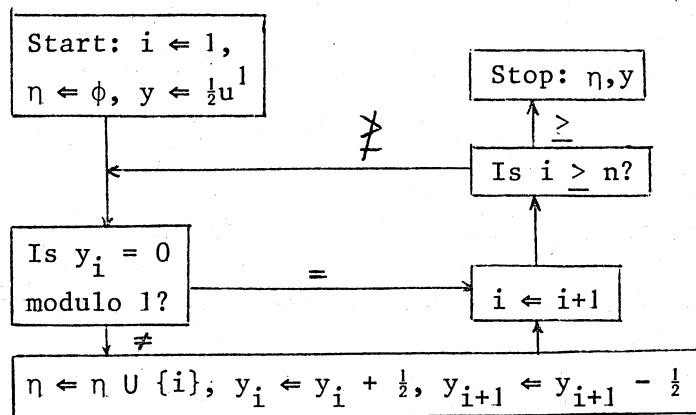 Start: i ⇐ 1,
η ⇐ φ, y ⇐ ½u¹
Stop: η,y
≱
≥
Is i ≥ n?
Is yᵢ = 0
modulo 1?
=
i ⇐ i+1
≠
η ⇐ η U {i}, yᵢ ⇐ yᵢ + ½, yᵢ₊₁ ⇐ yᵢ₊₁ - ½